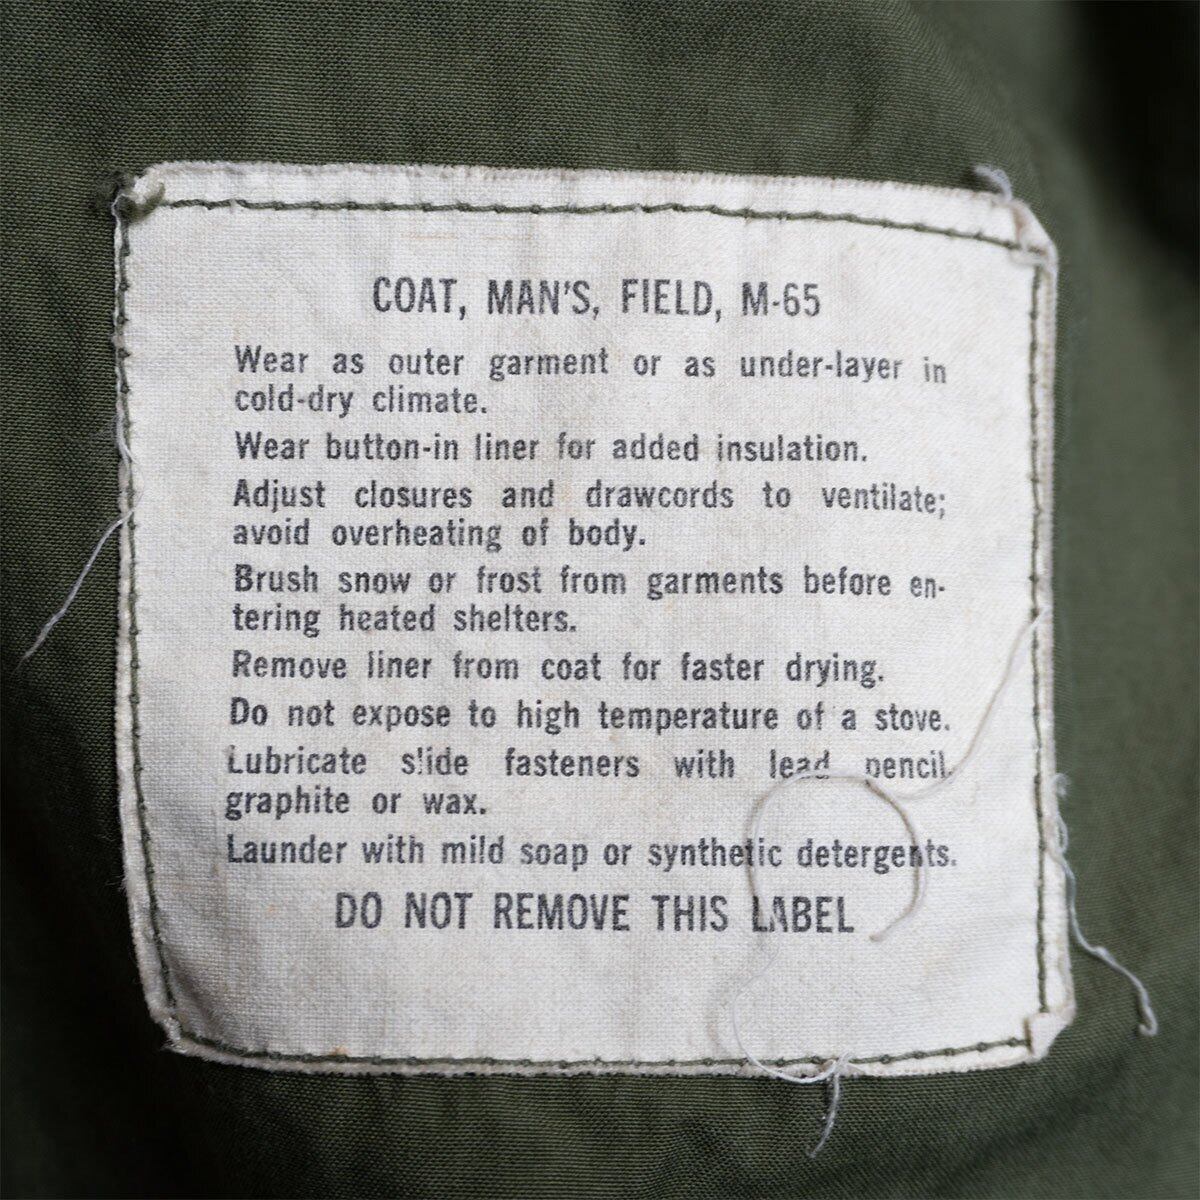 COAT, MAN'S, FIELD, M-65
Wear as outer garment or as under-layer in
cold-dry climate.
Wear button-in liner for added insulation.
Adjust closures and drawcords to ventilate;
avoid overheating of body.
Brush snow or frost from garments before en-
tering heated shelters.
Remove liner from coat for faster drying.
Do not expose to high temperature of a stove.
Lubricate slide fasteners with lead pencil,
graphite or wax.
Launder with mild soap or synthetic detergents.
DO NOT REMOVE THIS LABEL